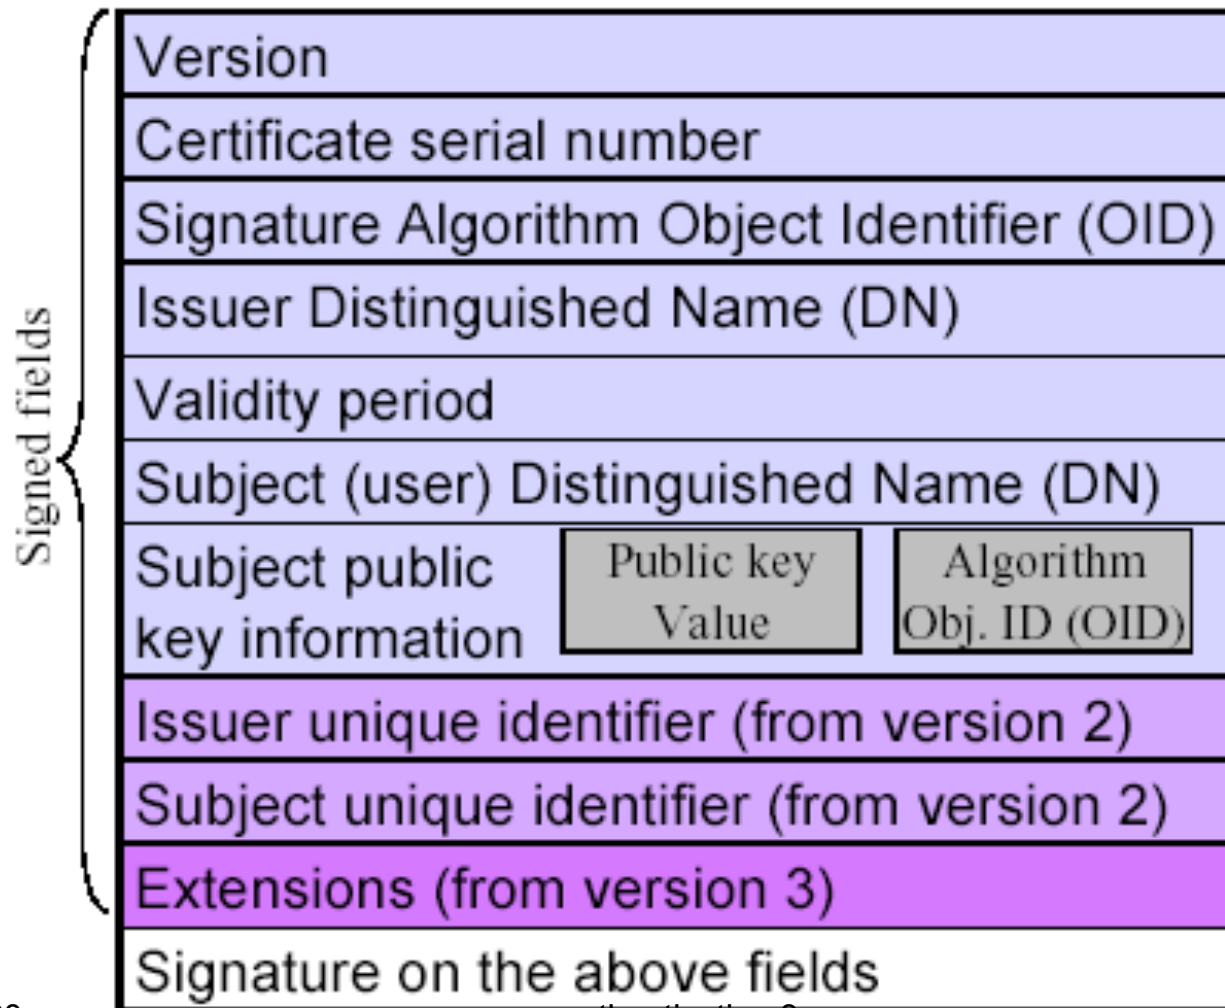 Signed fields
Version
Certificate serial number
Signature Algorithm Object Identifier (OID)
Issuer Distinguished Name (DN)
Validity period
Subject (user) Distinguished Name (DN)
Subject public
key information
Public key
Value
Algorithm
Obj. ID (OID)
Issuer unique identifier (from version 2)
Subject unique identifier (from version 2)
Extensions (from version 3)
Signature on the above fields